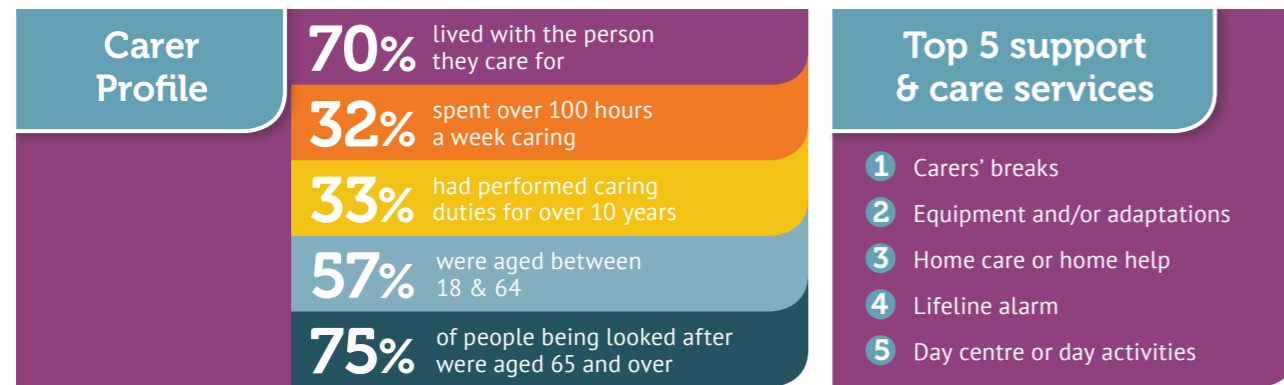 Carer
Profile
70% lived with the person
they care for
32% spent over 100 hours
a week caring
33% had performed caring
duties for over 10 years
57% were aged between
18 & 64
75% of people being looked after
were aged 65 and over
Top 5 support
& care services
1 Carers’ breaks
2 Equipment and/or adaptations
3 Home care or home help
4 Lifeline alarm
5 Day centre or day activities